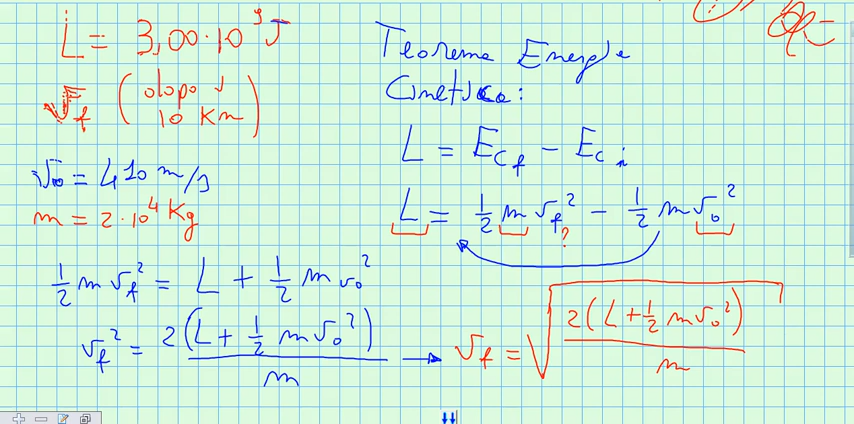 L = 3,00·10⁹ J
v_f (dopo i 10 Km)
v₀ = 410 m/s
m = 2·10⁴ Kg
½ m v_f² = L + ½ m v₀²
v_f² = 2(L + ½ m v₀²) / m → v_f = √(2(L + ½ m v₀²) / m)
Teorema Energia
Cinetica:
L = E_cf - E_ci
L = ½ m v_f² - ½ m v₀²
?